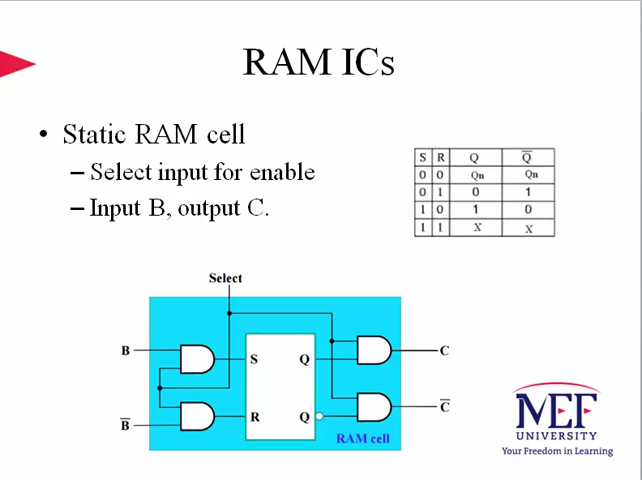 RAM ICs
• Static RAM cell
– Select input for enable
– Input B, output C.
S R Q Q̅
0 0 Qn Qn
0 1 0 1
1 0 1 0
1 1 X X
Select
B S Q C
B̅ R Q C̅
RAM cell
MEF
UNIVERSITY
Your Freedom in Learning